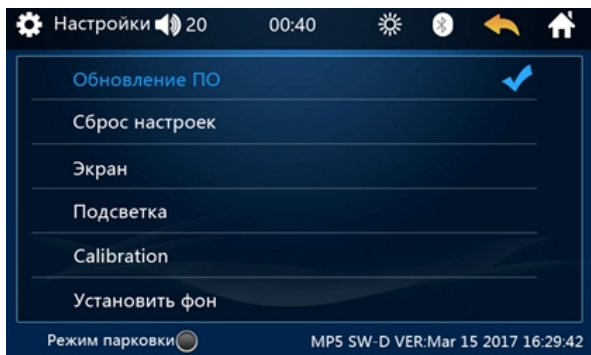 Настройки 20 00:40
Обновление ПО
Сброс настроек
Экран
Подсветка
Calibration
Установить фон
Режим парковки MP5 SW-D VER:Mar 15 2017 16:29:42